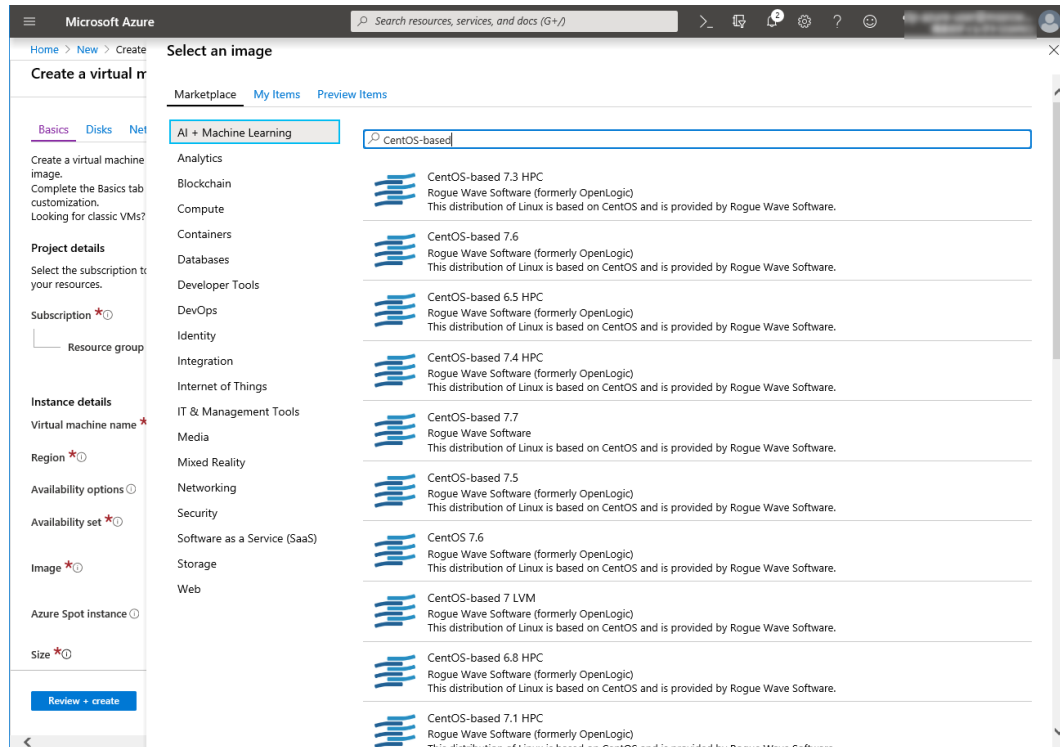 Microsoft Azure
Search resources, services, and docs (G+/)
2
Home > New > Create
Create a virtual m
Basics Disks Net
Create a virtual machine
image.
Complete the Basics tab
customization.
Looking for classic VMs?
Project details
Select the subscription to
your resources.
Subscription *
Resource group
Instance details
Virtual machine name *
Region *
Availability options
Availability set *
Image *
Azure Spot instance
Size *
Review + create
Select an image
Marketplace My Items Preview Items
AI + Machine Learning
Analytics
Blockchain
Compute
Containers
Databases
Developer Tools
DevOps
Identity
Integration
Internet of Things
IT & Management Tools
Media
Mixed Reality
Networking
Security
Software as a Service (SaaS)
Storage
Web
CentOS-based
CentOS-based 7.3 HPC
Rogue Wave Software (formerly OpenLogic)
This distribution of Linux is based on CentOS and is provided by Rogue Wave Software.
CentOS-based 7.6
Rogue Wave Software (formerly OpenLogic)
This distribution of Linux is based on CentOS and is provided by Rogue Wave Software.
CentOS-based 6.5 HPC
Rogue Wave Software (formerly OpenLogic)
This distribution of Linux is based on CentOS and is provided by Rogue Wave Software.
CentOS-based 7.4 HPC
Rogue Wave Software (formerly OpenLogic)
This distribution of Linux is based on CentOS and is provided by Rogue Wave Software.
CentOS-based 7.7
Rogue Wave Software
This distribution of Linux is based on CentOS and is provided by Rogue Wave Software.
CentOS-based 7.5
Rogue Wave Software (formerly OpenLogic)
This distribution of Linux is based on CentOS and is provided by Rogue Wave Software.
CentOS 7.6
Rogue Wave Software (formerly OpenLogic)
This distribution of Linux is based on CentOS and is provided by Rogue Wave Software.
CentOS-based 7 LVM
Rogue Wave Software (formerly OpenLogic)
This distribution of Linux is based on CentOS and is provided by Rogue Wave Software.
CentOS-based 6.8 HPC
Rogue Wave Software (formerly OpenLogic)
This distribution of Linux is based on CentOS and is provided by Rogue Wave Software.
CentOS-based 7.1 HPC
Rogue Wave Software (formerly OpenLogic)
This distribution of Linux is based on CentOS and is provided by Rogue Wave Software.